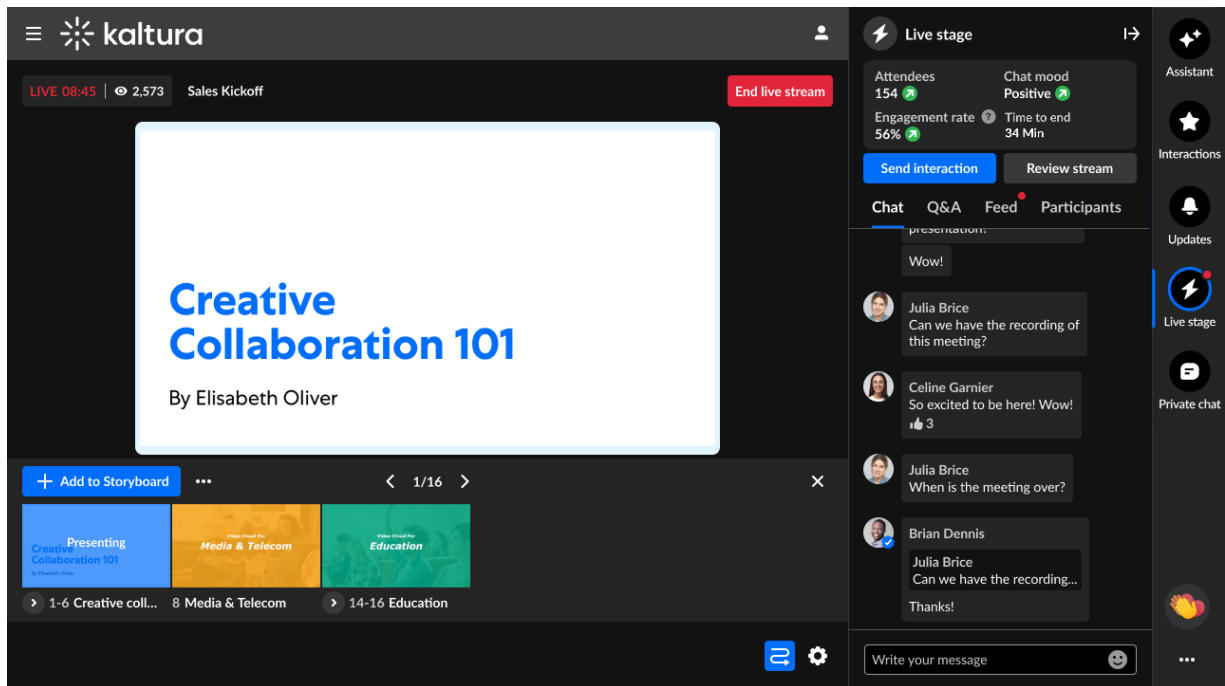 kaltura
LIVE 08:45
2,573
Sales Kickoff
End live stream
Creative
Collaboration 101
By Elisabeth Oliver
Add to Storyboard
1/16
Presenting
Creative
Collaboration 101
By Elisabeth Oliver
Video Cloud For
Media & Telecom
Video Cloud For
Education
1-6 Creative coll...
8 Media & Telecom
14-16 Education
Live stage
Attendees
154
Chat mood
Positive
Engagement rate ?
56%
Time to end
34 Min
Send interaction
Review stream
Chat
Q&A
Feed
Participants
presentation!
Wow!
Julia Brice
Can we have the recording of
this meeting?
Celine Garnier
So excited to be here! Wow!
3
Julia Brice
When is the meeting over?
Brian Dennis
Julia Brice
Can we have the recording...
Thanks!
Write your message
Assistant
Interactions
Updates
Live stage
Private chat